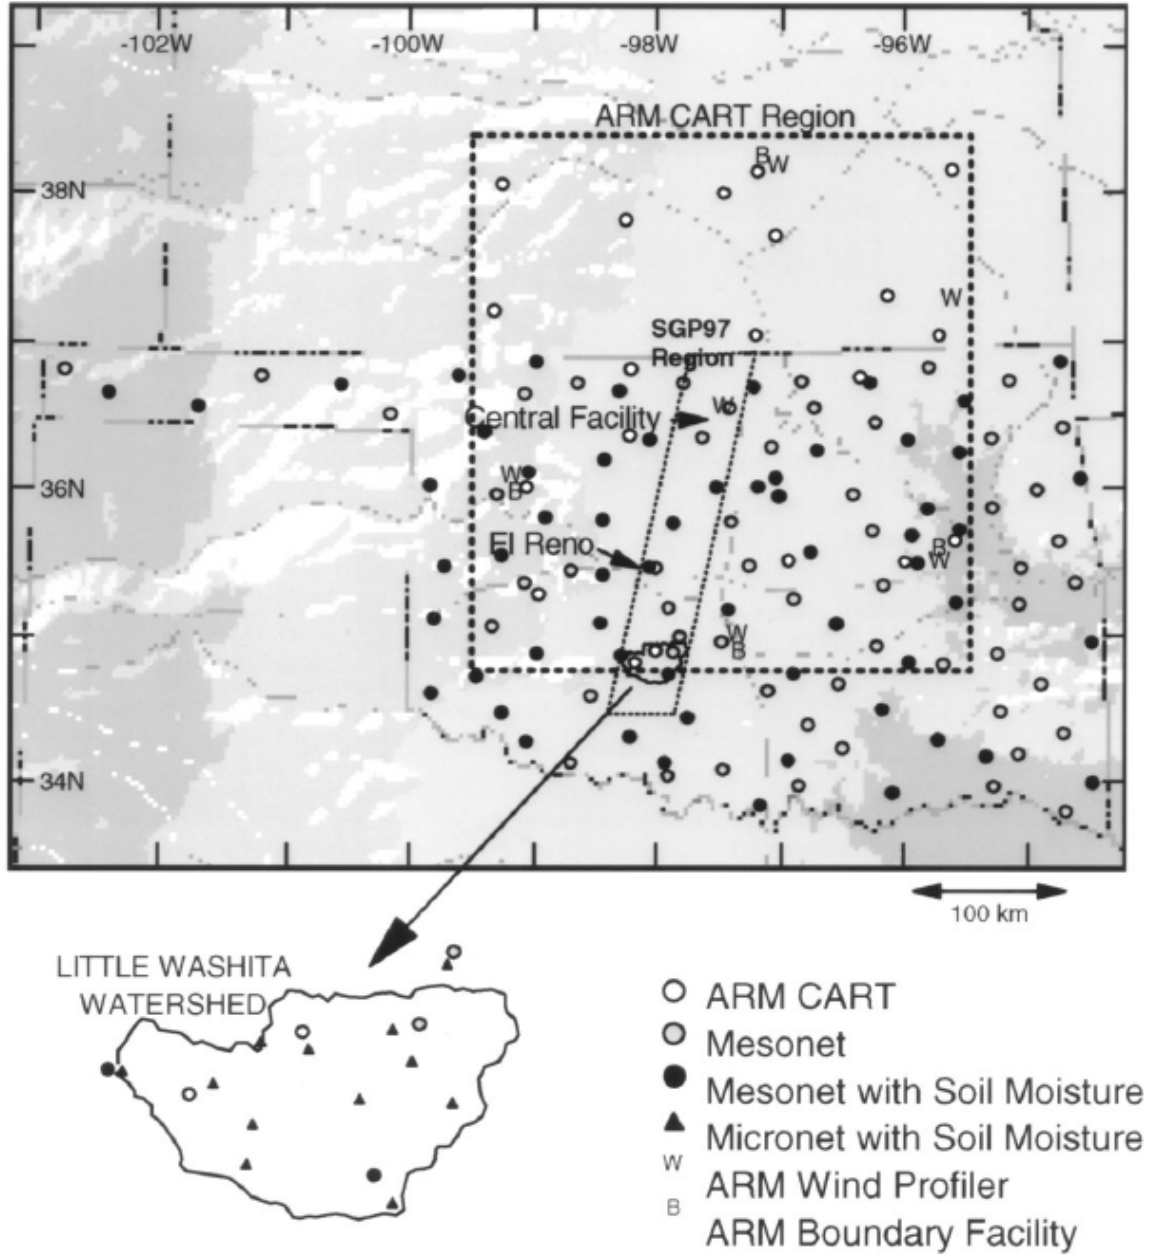 -102W -100W -98W -96W
ARM CART Region
B
W
38N
W
SGP97
Region
W
Central Facility
W
36N
B
El Reno
B
W
W
B
34N
100 km
LITTLE WASHITA
WATERSHED
ARM CART
Mesonet
Mesonet with Soil Moisture
Micronet with Soil Moisture
W
ARM Wind Profiler
B
ARM Boundary Facility